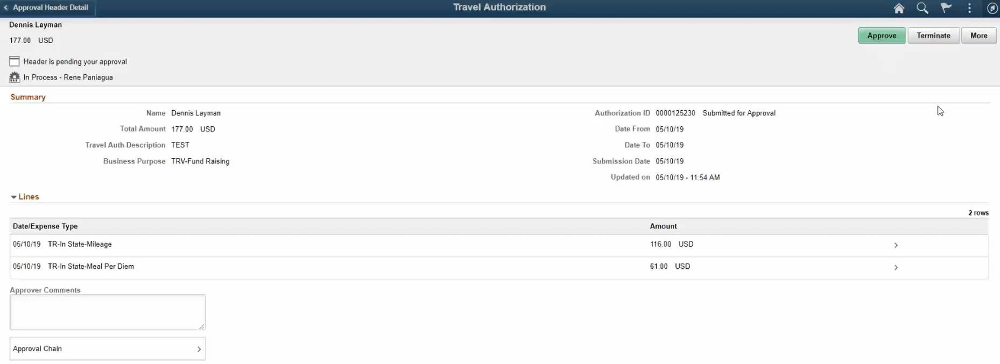 Approval Header Detail
Travel Authorization
Dennis Layman
177.00 USD
Approve
Terminate
More
Header is pending your approval
In Process - Rene Paniagua
Summary
Name Dennis Layman
Total Amount 177.00 USD
Travel Auth Description TEST
Business Purpose TRV-Fund Raising
Authorization ID 0000125230 Submitted for Approval
Date From 05/10/19
Date To 05/10/19
Submission Date 05/10/19
Updated on 05/10/19 - 11:54 AM
Lines
2 rows
Date/Expense Type Amount
05/10/19 TR-In State-Mileage 116.00 USD
05/10/19 TR-In State-Meal Per Diem 61.00 USD
Approver Comments
Approval Chain